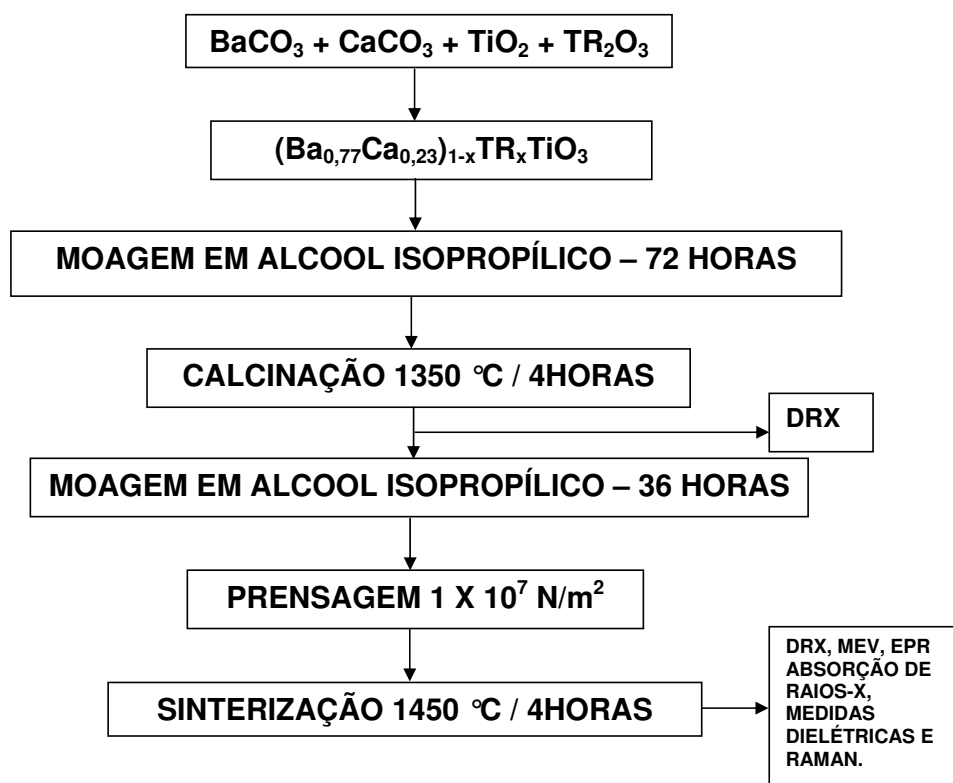 BaCO₃ + CaCO₃ + TiO₂ + TR₂O₃
(Ba₀,₇₇Ca₀,₂₃)₁₋ₓTRₓTiO₃
MOAGEM EM ALCOOL ISOPROPÍLICO – 72 HORAS
CALCINAÇÃO 1350 °C / 4HORAS
DRX
MOAGEM EM ALCOOL ISOPROPÍLICO – 36 HORAS
PRENSAGEM 1 X 10⁷ N/m²
SINTERIZAÇÃO 1450 °C / 4HORAS
DRX, MEV, EPR
ABSORÇÃO DE
RAIOS-X,
MEDIDAS
DIELÉTRICAS E
RAMAN.